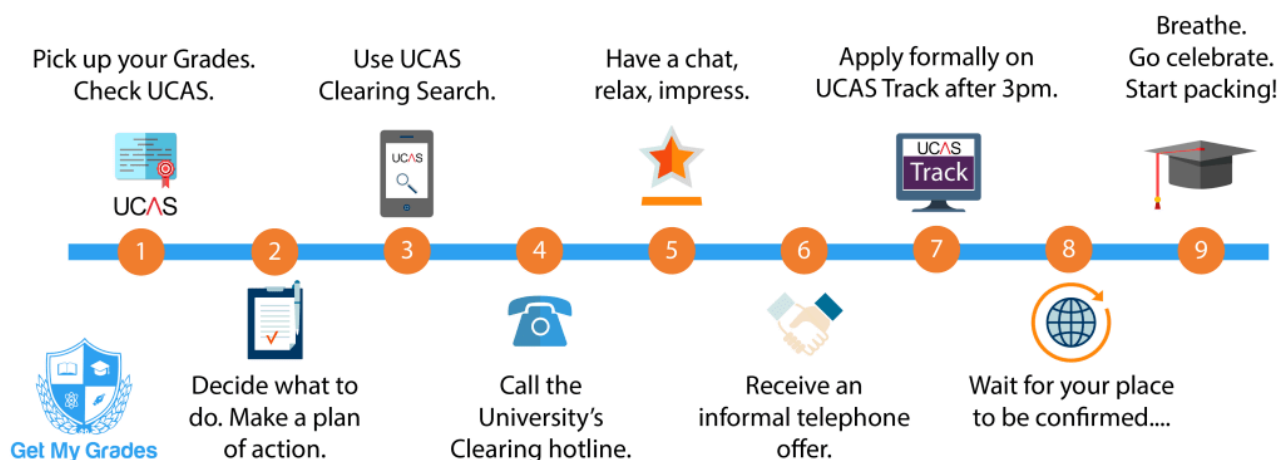 Pick up your Grades.
Check UCAS.
UCAS
1
Decide what to
do. Make a plan
of action.
2
Use UCAS
Clearing Search.
UCAS
3
Call the
University's
Clearing hotline.
4
Have a chat,
relax, impress.
5
Receive an
informal telephone
offer.
6
Apply formally on
UCAS Track after 3pm.
UCAS
Track
7
Wait for your place
to be confirmed....
8
Breathe.
Go celebrate.
Start packing!
9
Get My Grades